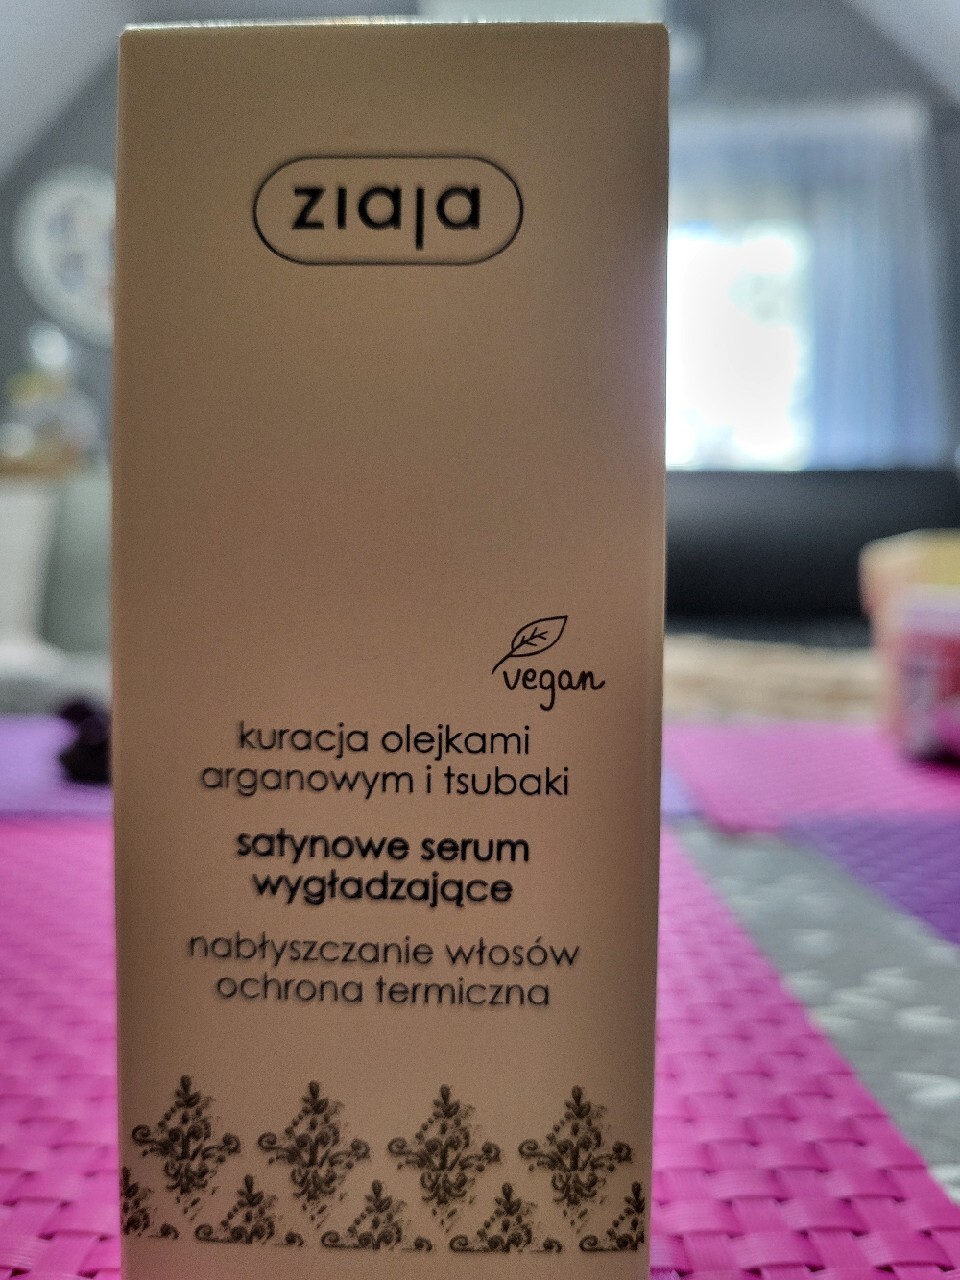 ziaja
vegan
kuracja olejkami
arganowym i tsubaki
satynowe serum
wygładzające
nabłyszczanie włosów
ochrona termiczna